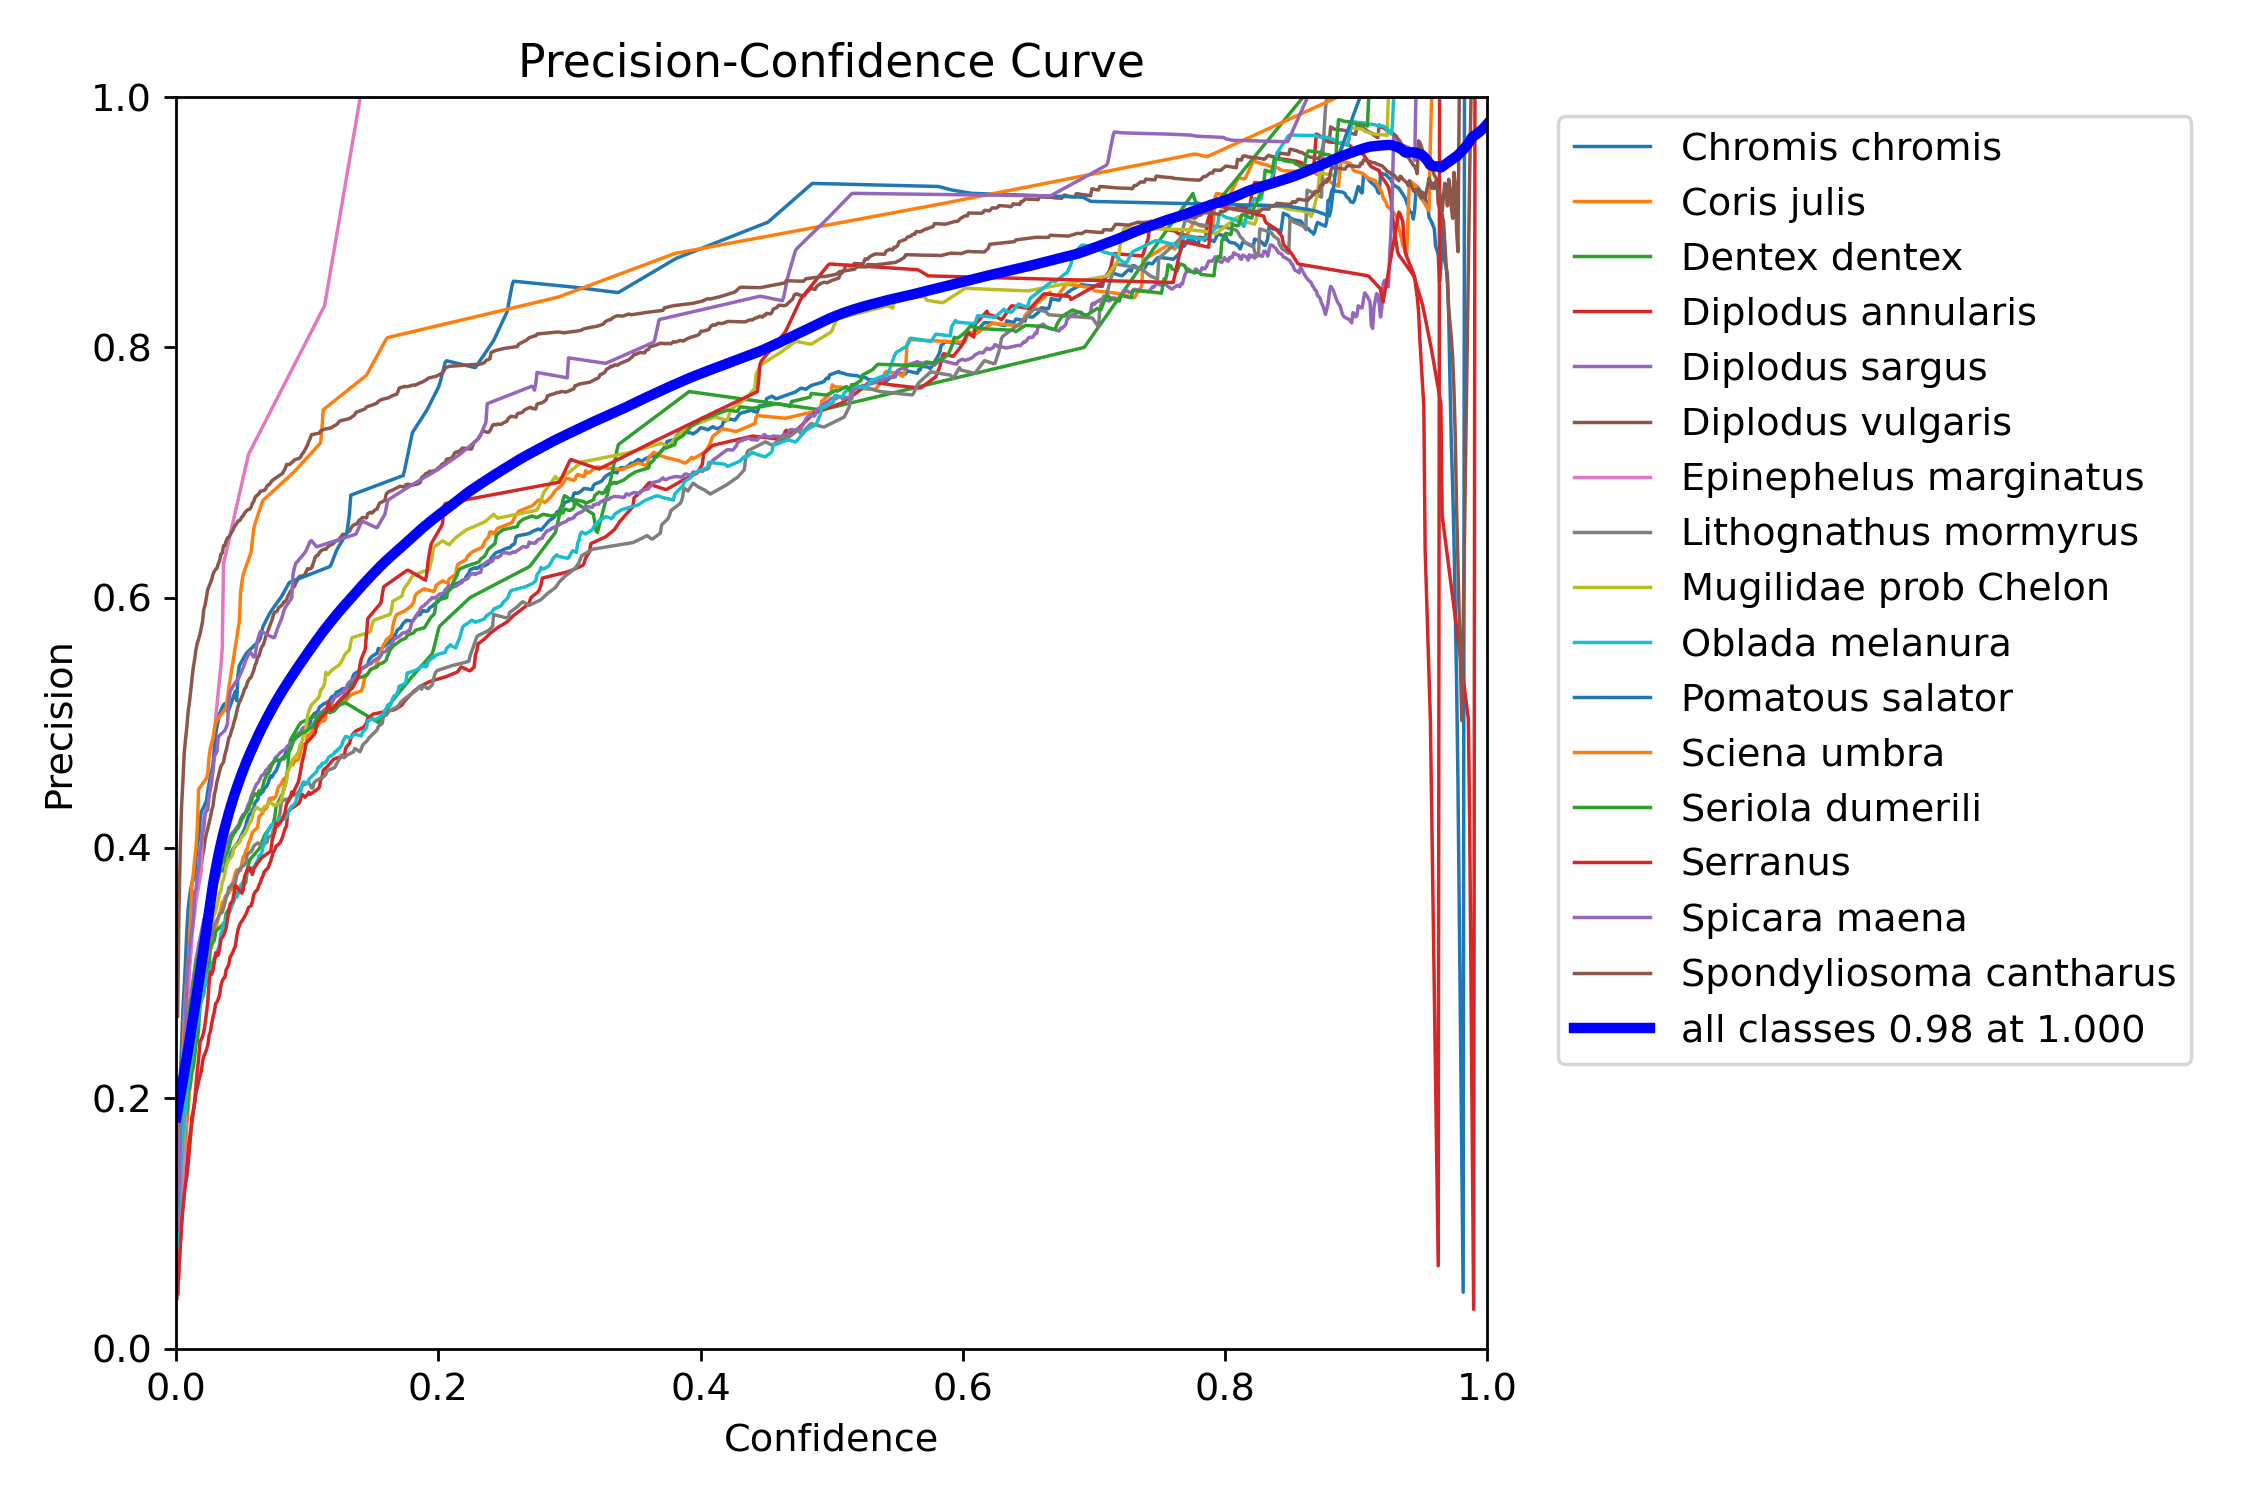 Precision-Confidence Curve
1.0
0.8
0.6
0.4
0.2
0.0
Precision
0.0 0.2 0.4 0.6 0.8 1.0
Confidence
Chromis chromis
Coris julis
Dentex dentex
Diplodus annularis
Diplodus sargus
Diplodus vulgaris
Epinephelus marginatus
Lithognathus mormyrus
Mugilidae prob Chelon
Oblada melanura
Pomatous salator
Sciena umbra
Seriola dumerili
Serranus
Spicara maena
Spondyliosoma cantharus
all classes 0.98 at 1.000